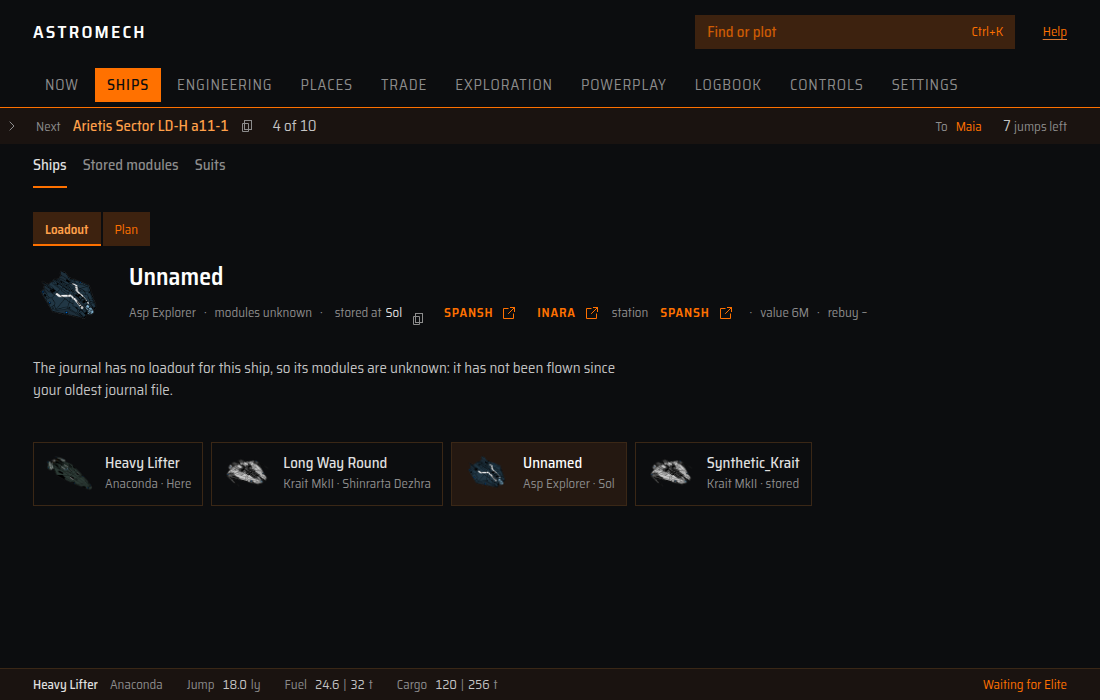 ASTROMECH
Find or plot Ctrl+K Help
NOW SHIPS ENGINEERING PLACES TRADE EXPLORATION POWERPLAY LOGBOOK CONTROLS SETTINGS
Next Arietis Sector LD-H a11-1 4 of 10 To Maia 7 jumps left
Ships Stored modules Suits
Loadout Plan
Unnamed
Asp Explorer · modules unknown · stored at Sol SPANSH INARA station SPANSH · value 6M · rebuy –
The journal has no loadout for this ship, so its modules are unknown: it has not been flown since
your oldest journal file.
Heavy Lifter Long Way Round Unnamed Synthetic_Krait
Anaconda · Here Krait MkII · Shinrarta Dezhra Asp Explorer · Sol Krait MkII · stored
Heavy Lifter Anaconda Jump 18.0 ly Fuel 24.6 | 32 t Cargo 120 | 256 t Waiting for Elite